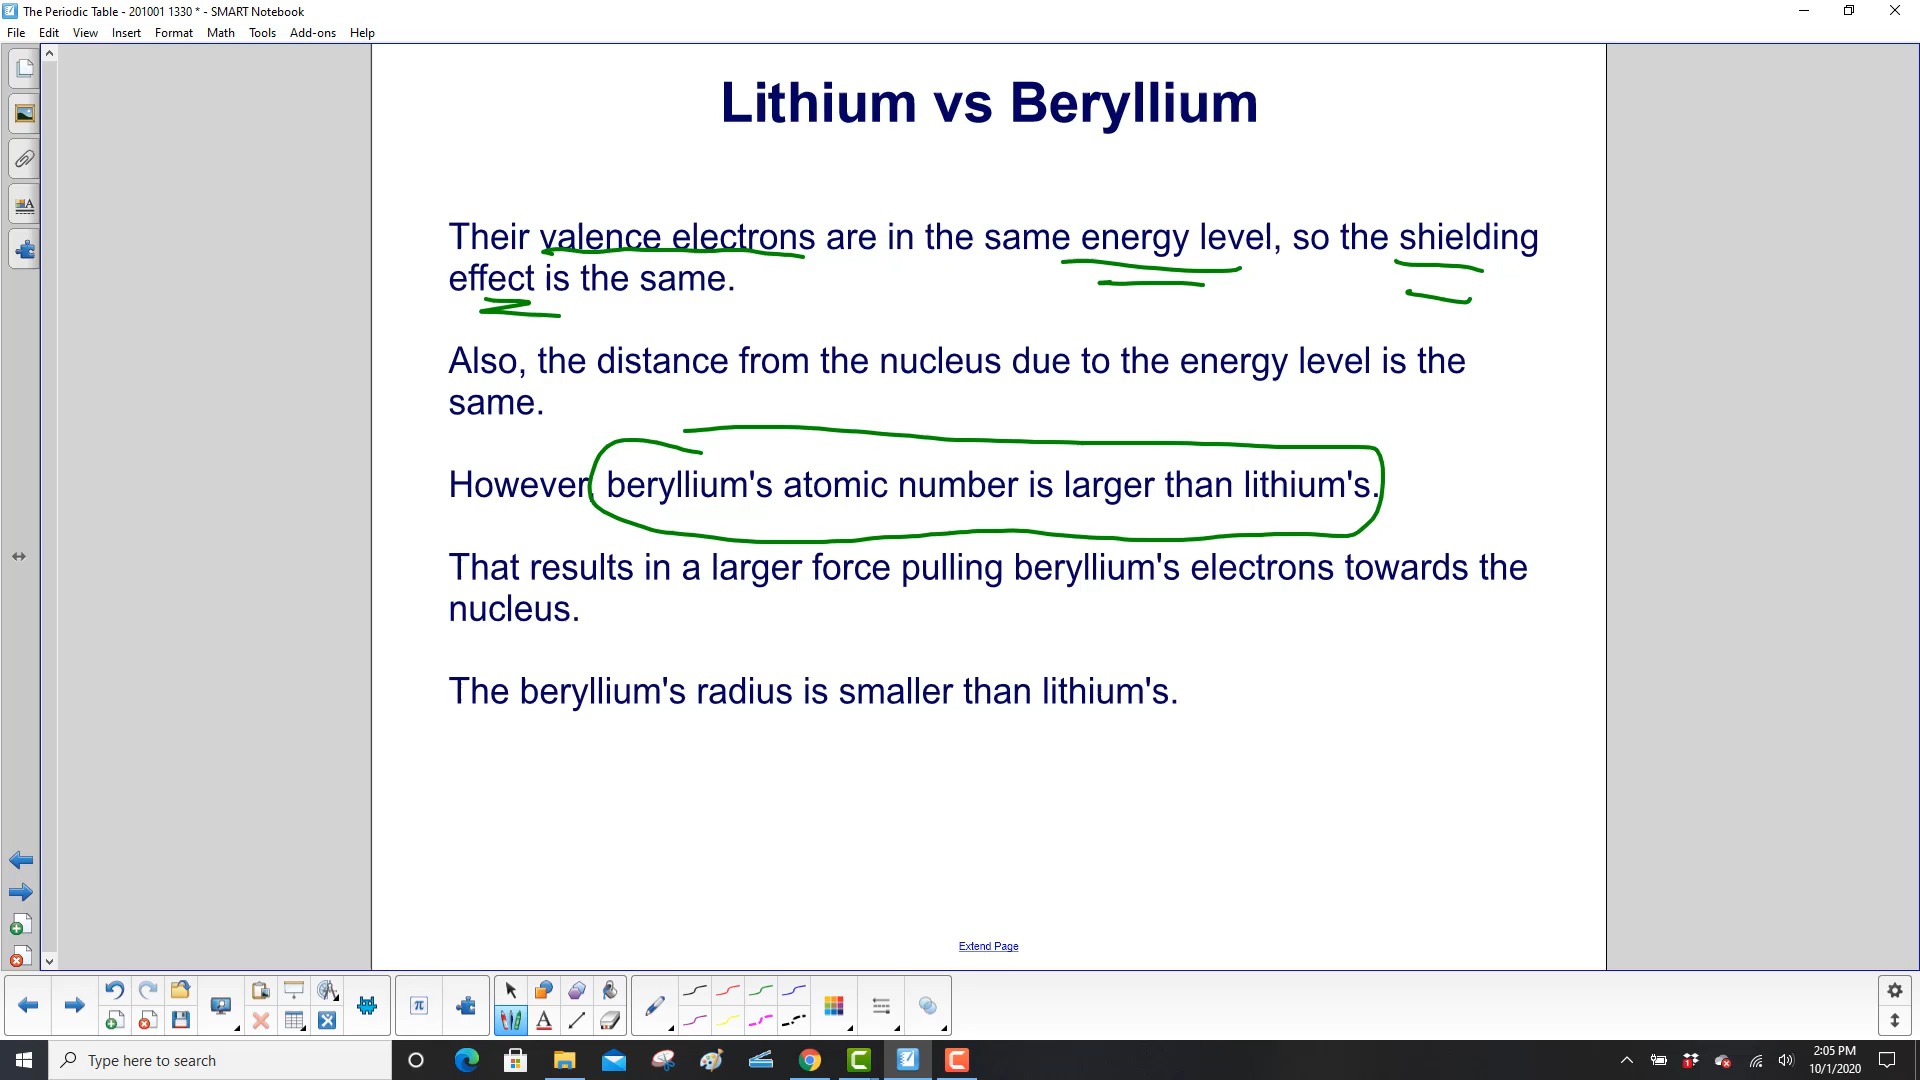 The Periodic Table - 201001 1330 * - SMART Notebook
File Edit View Insert Format Math Tools Add-ons Help
Lithium vs Beryllium
Their valence electrons are in the same energy level, so the shielding
effect is the same.
Also, the distance from the nucleus due to the energy level is the
same.
However, beryllium's atomic number is larger than lithium's.
That results in a larger force pulling beryllium's electrons towards the
nucleus.
The beryllium's radius is smaller than lithium's.
Extend Page
Type here to search
2:05 PM
10/1/2020